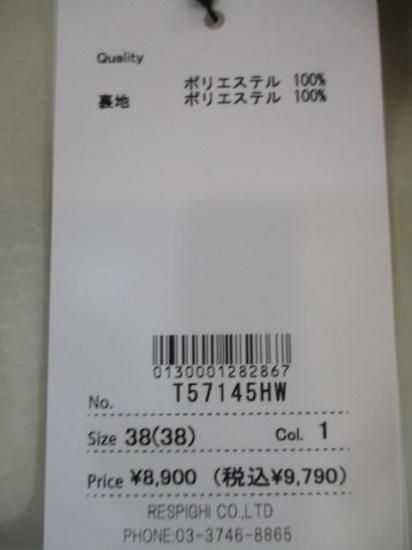 Quality
ポリエステル 100%
裏地 ポリエステル 100%
0130001282867
No. T57145HW
Size 38(38) Col. 1
Price ¥8,900 (税込¥9,790)
RESPIGHI CO.,LTD
PHONE:03-3746-8865